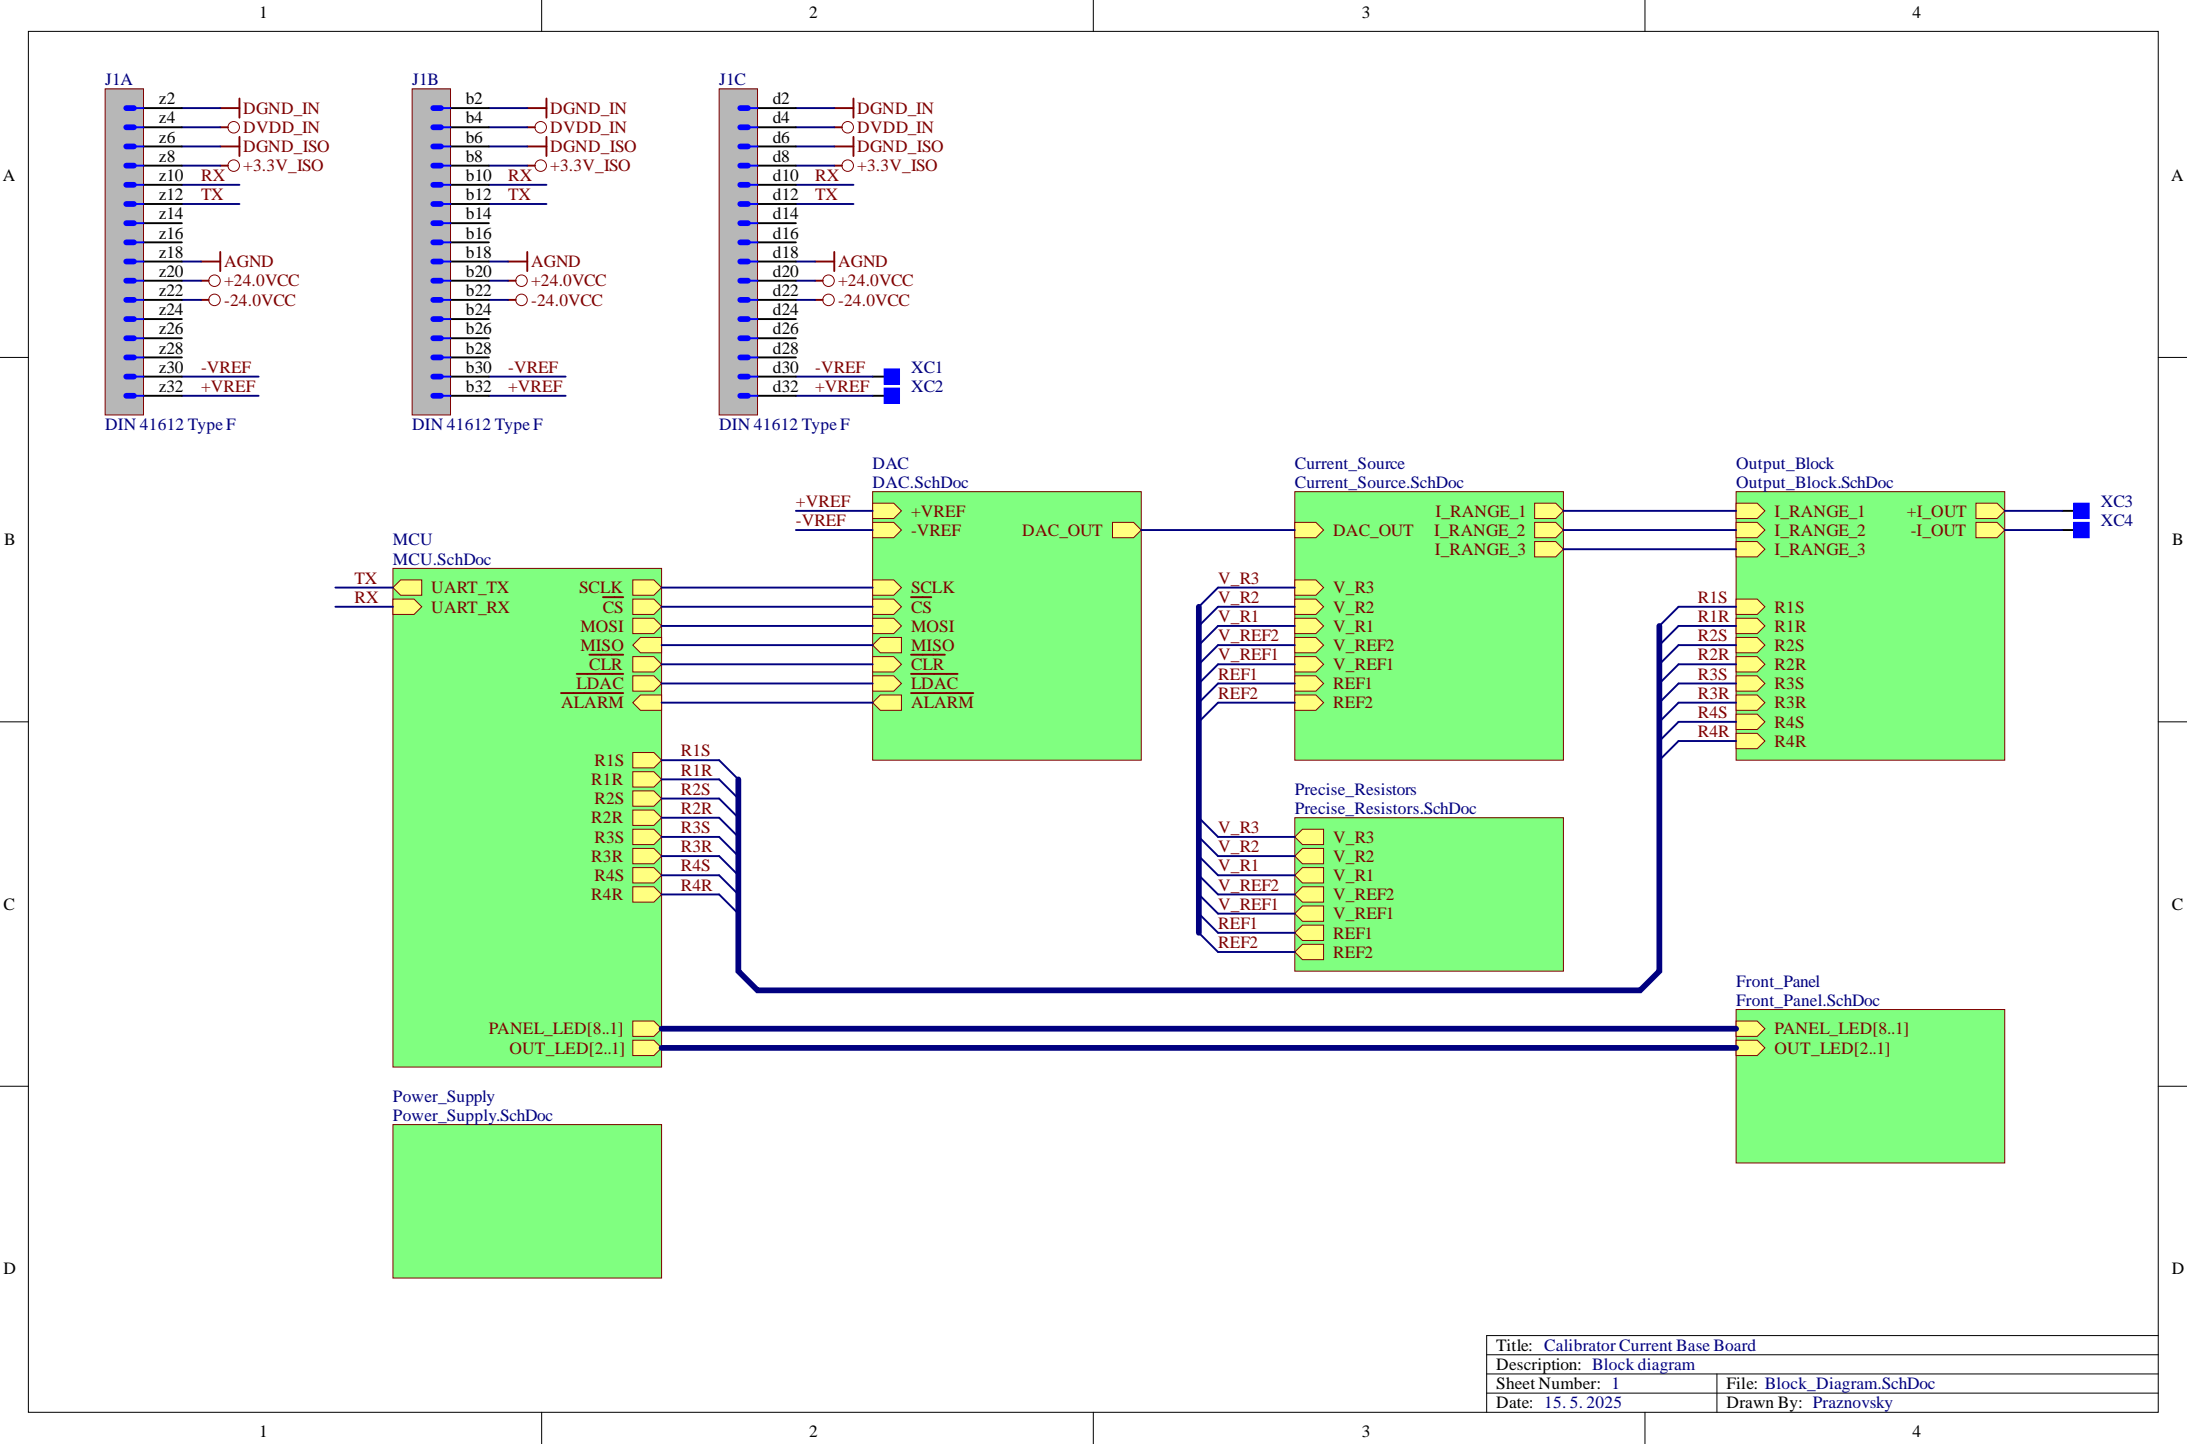 1 2 3 4
A A
B B
C C
D D
J1A
z2 DGND_IN
z4 DVDD_IN
z6 DGND_ISO
z8 +3.3V_ISO
z10 RX
z12 TX
z14
z16
z18 AGND
z20 +24.0VCC
z22 -24.0VCC
z24
z26
z28
z30 -VREF
z32 +VREF
DIN 41612 Type F
J1B
b2 DGND_IN
b4 DVDD_IN
b6 DGND_ISO
b8 +3.3V_ISO
b10 RX
b12 TX
b14
b16
b18 AGND
b20 +24.0VCC
b22 -24.0VCC
b24
b26
b28
b30 -VREF
b32 +VREF
DIN 41612 Type F
J1C
d2 DGND_IN
d4 DVDD_IN
d6 DGND_ISO
d8 +3.3V_ISO
d10 RX
d12 TX
d14
d16
d18 AGND
d20 +24.0VCC
d22 -24.0VCC
d24
d26
d28
d30 -VREF XC1
d32 +VREF XC2
DIN 41612 Type F
MCU
MCU.SchDoc
TX UART_TX
RX UART_RX
SCLK
CS
MOSI
MISO
CLR
LDAC
ALARM
R1S R1S
R1R R1R
R2S R2S
R2R R2R
R3S R3S
R3R R3R
R4S R4S
R4R R4R
PANEL_LED[8..1]
OUT_LED[2..1]
DAC
DAC.SchDoc
+VREF +VREF
-VREF -VREF
DAC_OUT
SCLK
CS
MOSI
MISO
CLR
LDAC
ALARM
Current_Source
Current_Source.SchDoc
I_RANGE_1
DAC_OUT I_RANGE_2
I_RANGE_3
V_R3 V_R3
V_R2 V_R2
V_R1 V_R1
V_REF2 V_REF2
V_REF1 V_REF1
REF1 REF1
REF2 REF2
Precise_Resistors
Precise_Resistors.SchDoc
V_R3 V_R3
V_R2 V_R2
V_R1 V_R1
V_REF2 V_REF2
V_REF1 V_REF1
REF1 REF1
REF2 REF2
Output_Block
Output_Block.SchDoc
I_RANGE_1 +I_OUT XC3
I_RANGE_2 -I_OUT XC4
I_RANGE_3
R1S R1S
R1R R1R
R2S R2S
R2R R2R
R3S R3S
R3R R3R
R4S R4S
R4R R4R
Front_Panel
Front_Panel.SchDoc
PANEL_LED[8..1]
OUT_LED[2..1]
Power_Supply
Power_Supply.SchDoc
Title: Calibrator Current Base Board
Description: Block diagram
Sheet Number: 1 File: Block_Diagram.SchDoc
Date: 15. 5. 2025 Drawn By: Praznovsky
1 2 3 4